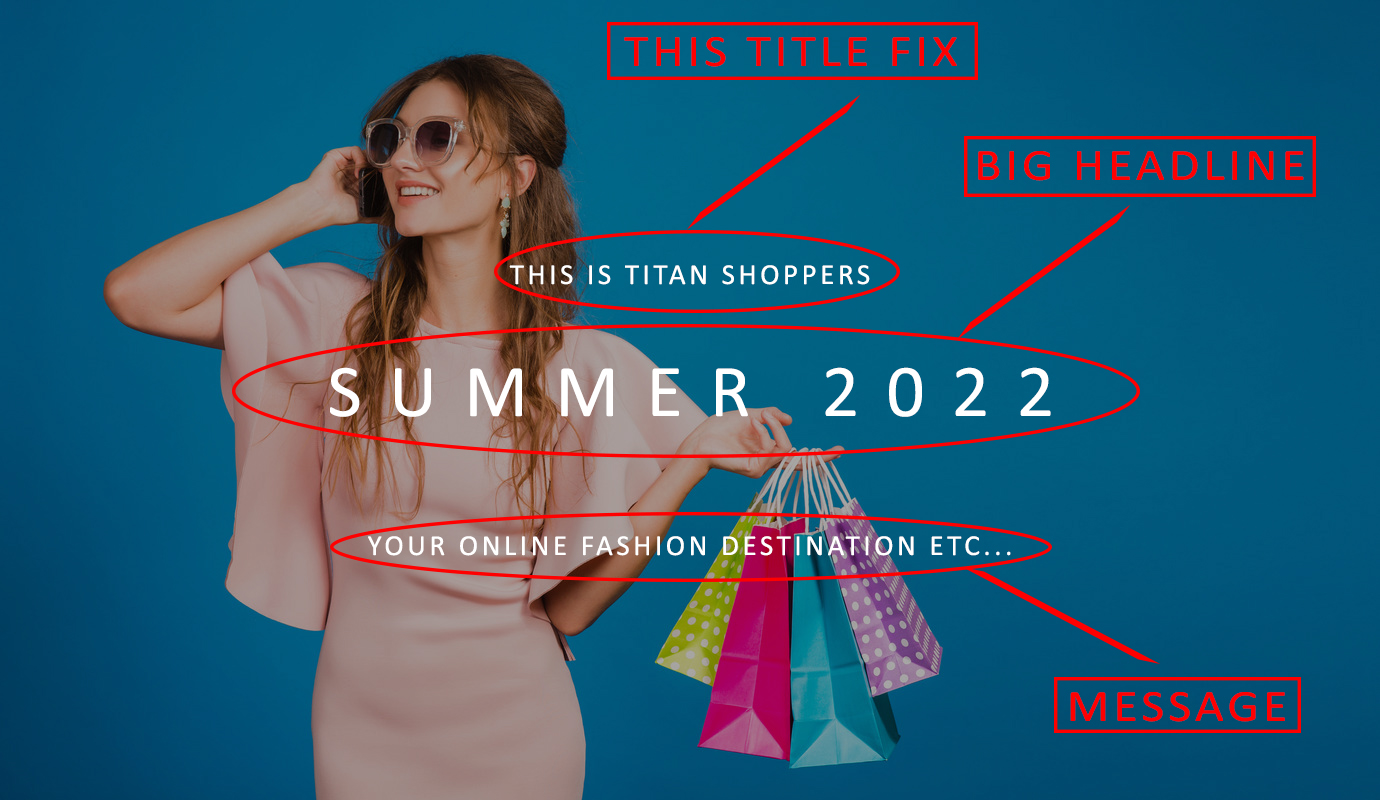 THIS TITLE FIX
BIG HEADLINE
THIS IS TITAN SHOPPERS
SUMMER 2022
YOUR ONLINE FASHION DESTINATION ETC...
MESSAGE